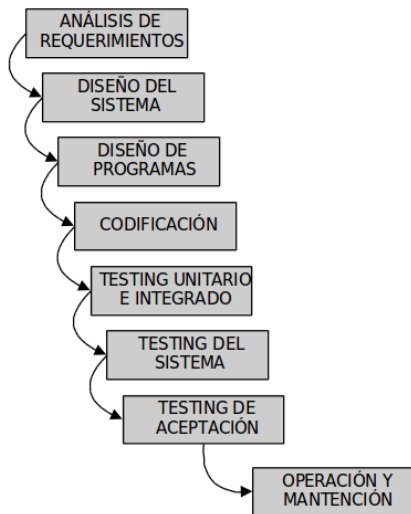 ANÁLISIS DE
REQUERIMIENTOS
DISEÑO DEL
SISTEMA
DISEÑO DE
PROGRAMAS
CODIFICACIÓN
TESTING UNITARIO
E INTEGRADO
TESTING DEL
SISTEMA
TESTING DE
ACEPTACIÓN
OPERACIÓN Y
MANTENCIÓN